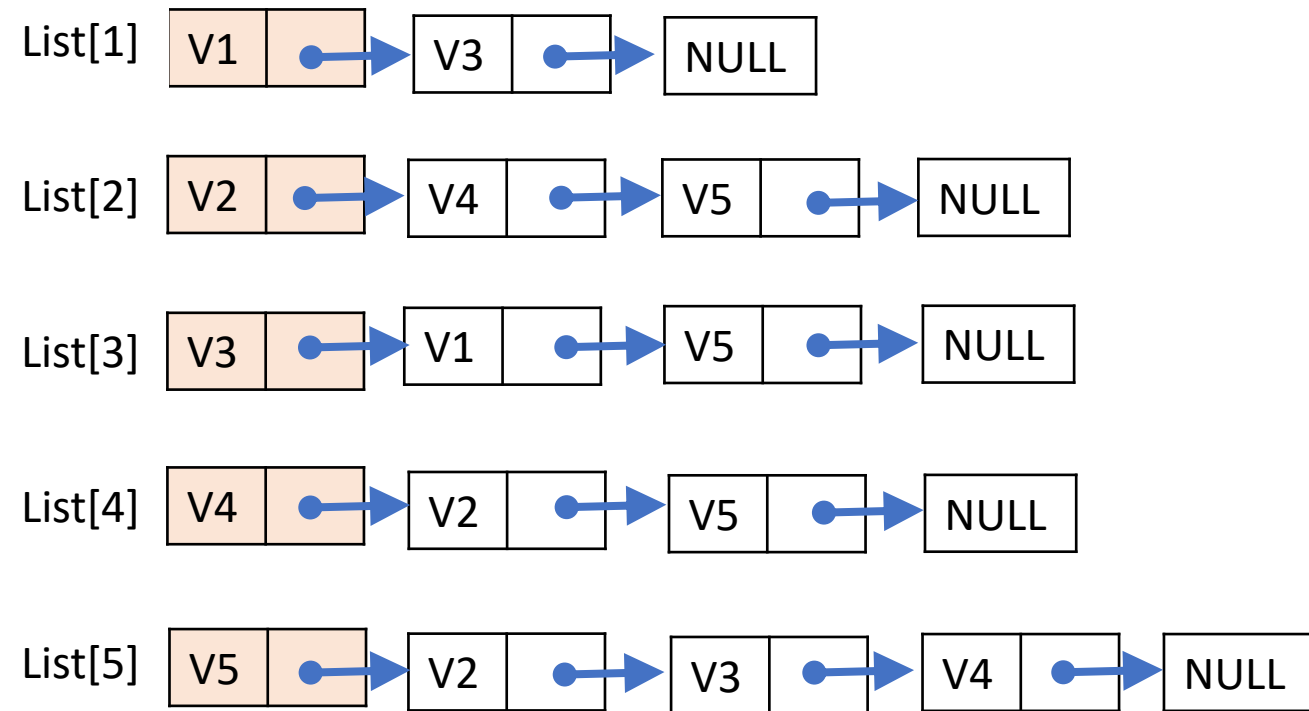 List[1] V1 V3 NULL
List[2] V2 V4 V5 NULL
List[3] V3 V1 V5 NULL
List[4] V4 V2 V5 NULL
List[5] V5 V2 V3 V4 NULL